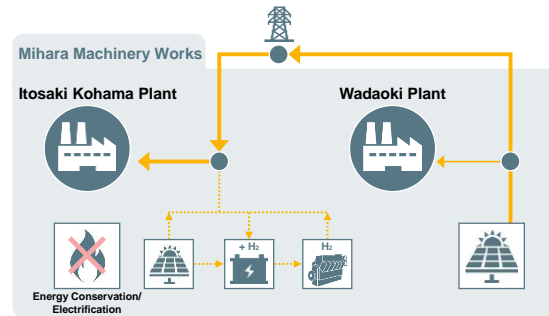 Mihara Machinery Works
Itosaki Kohama Plant
Wadaoki Plant
+ H₂
H₂
Energy Conservation/
Electrification